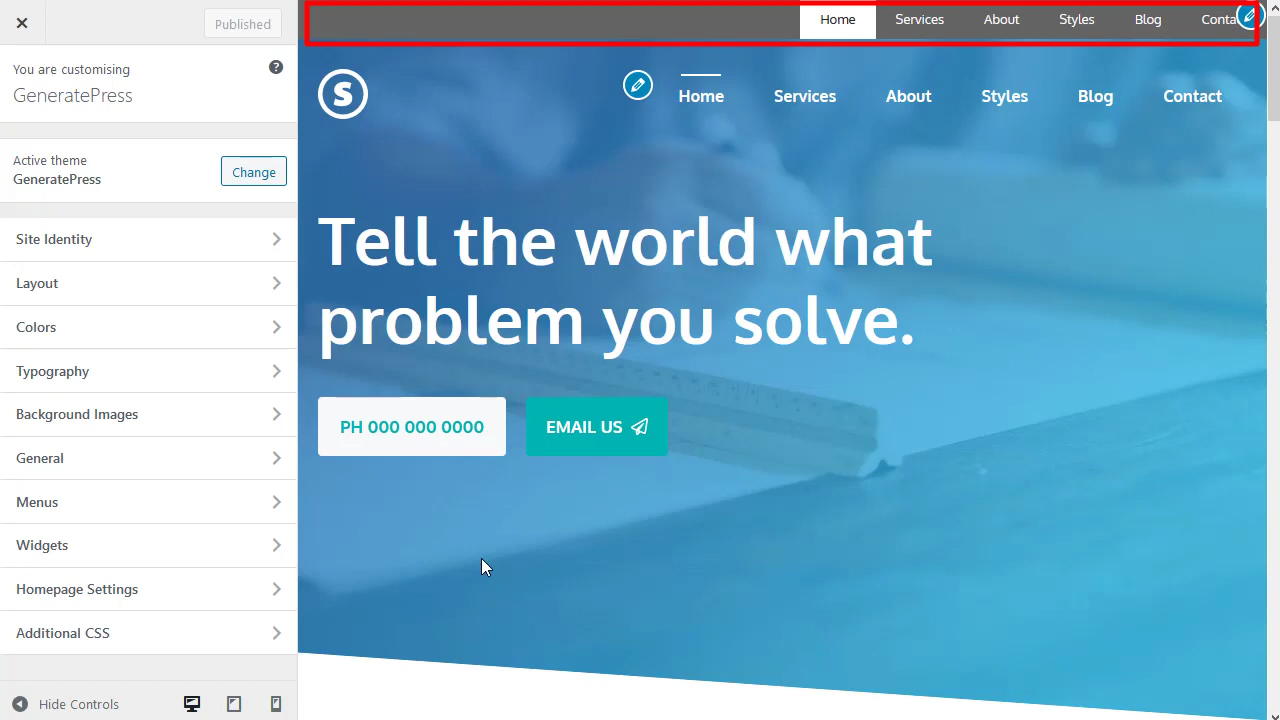 Published
You are customising
GeneratePress
Active theme
GeneratePress
Change
Site Identity
Layout
Colors
Typography
Background Images
General
Menus
Widgets
Homepage Settings
Additional CSS
Hide Controls
Home Services About Styles Blog Conta
S
Home Services About Styles Blog Contact
Tell the world what
problem you solve.
PH 000 000 0000
EMAIL US